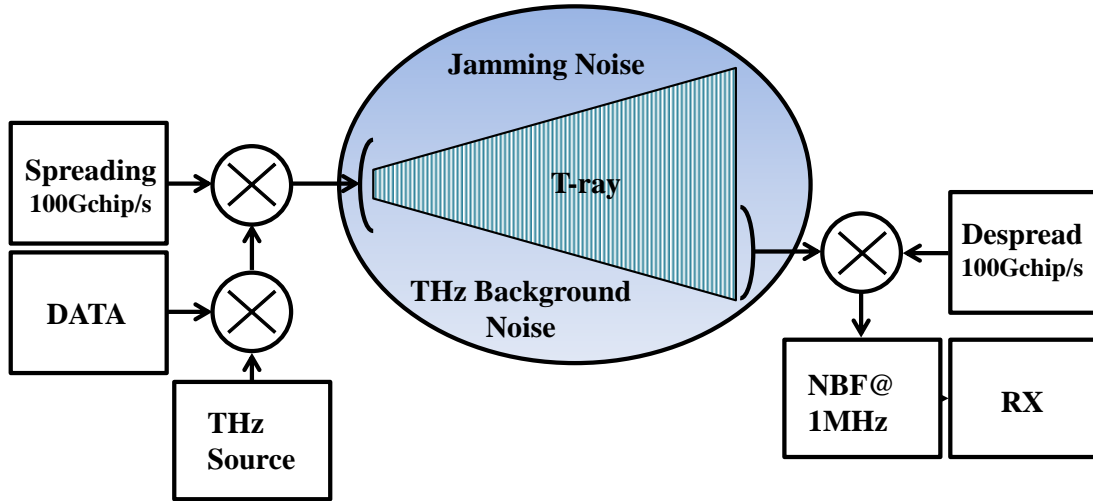 Jamming Noise
Spreading
100Gchip/s
T-ray
Despread
100Gchip/s
DATA
THz Background
Noise
NBF@
1MHz
RX
THz
Source